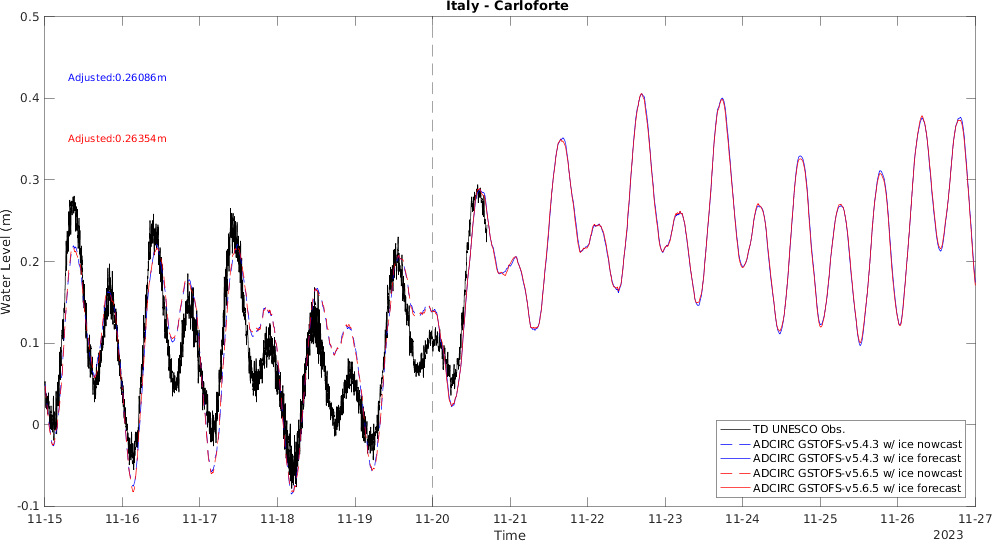 Italy - Carloforte
0.5
0.4
0.3
0.2
0.1
0
-0.1
Water Level (m)
Adjusted:0.26086m
Adjusted:0.26354m
TD UNESCO Obs.
ADCIRC GSTOFS-v5.4.3 w/ ice nowcast
ADCIRC GSTOFS-v5.4.3 w/ ice forecast
ADCIRC GSTOFS-v5.6.5 w/ ice nowcast
ADCIRC GSTOFS-v5.6.5 w/ ice forecast
11-15 11-16 11-17 11-18 11-19 11-20 11-21 11-22 11-23 11-24 11-25 11-26 11-27
Time
2023